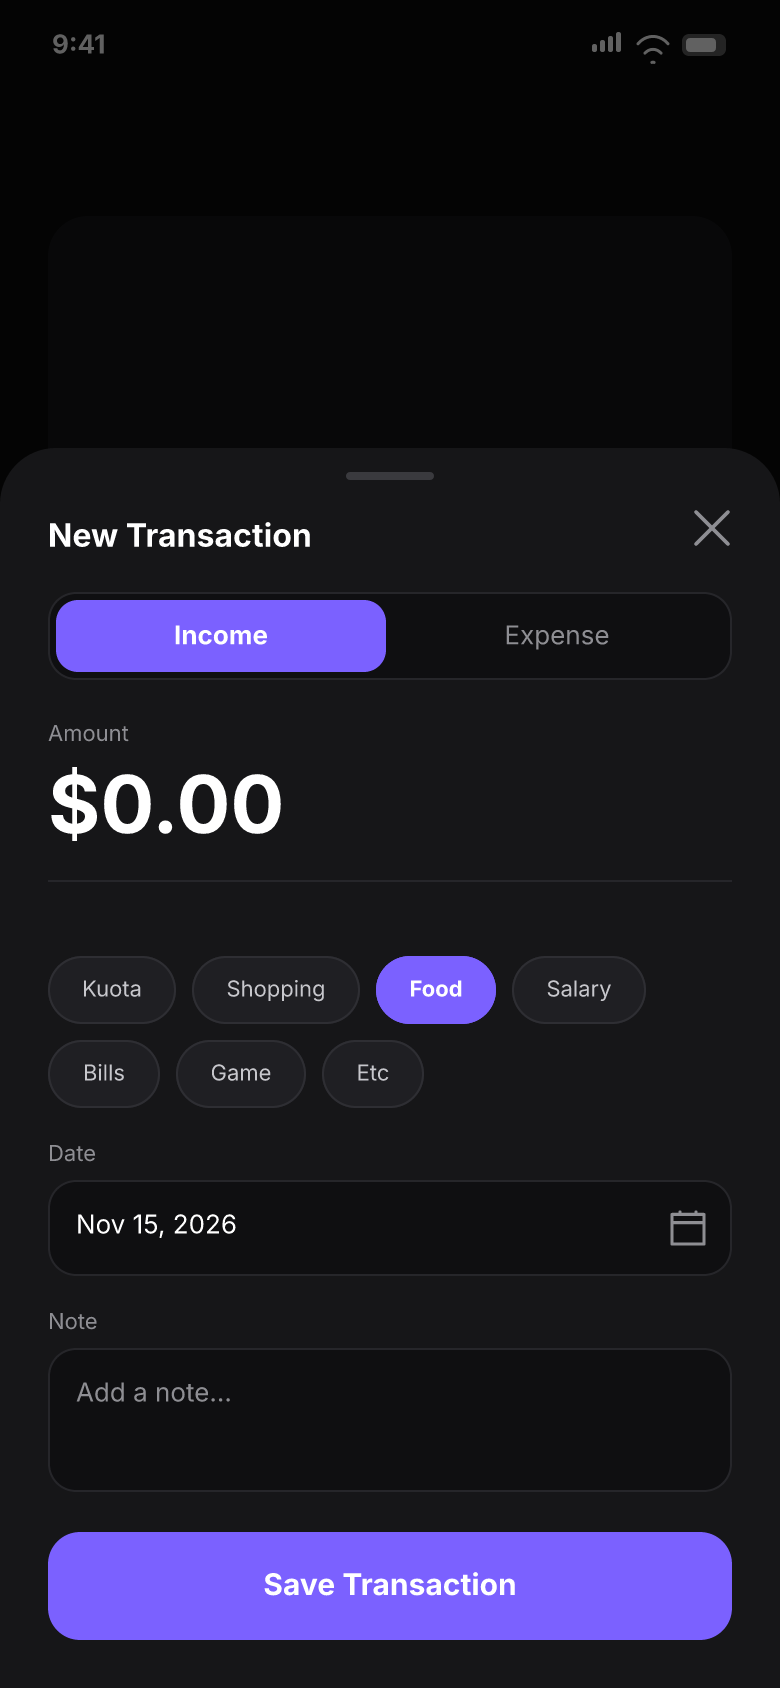 9:41
New Transaction
Income Expense
Amount
$0.00
Kuota Shopping Food Salary
Bills Game Etc
Date
Nov 15, 2026
Note
Add a note...
Save Transaction